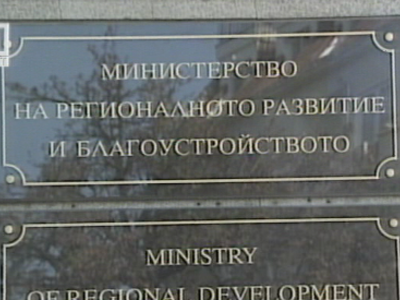 МИНИСТЕРСТВО
НА РЕГИОНАЛНОТО РАЗВИТИЕ
И БЛАГОУСТРОЙСТВОТО
MINISTRY
OF REGIONAL DEVELOPMENT